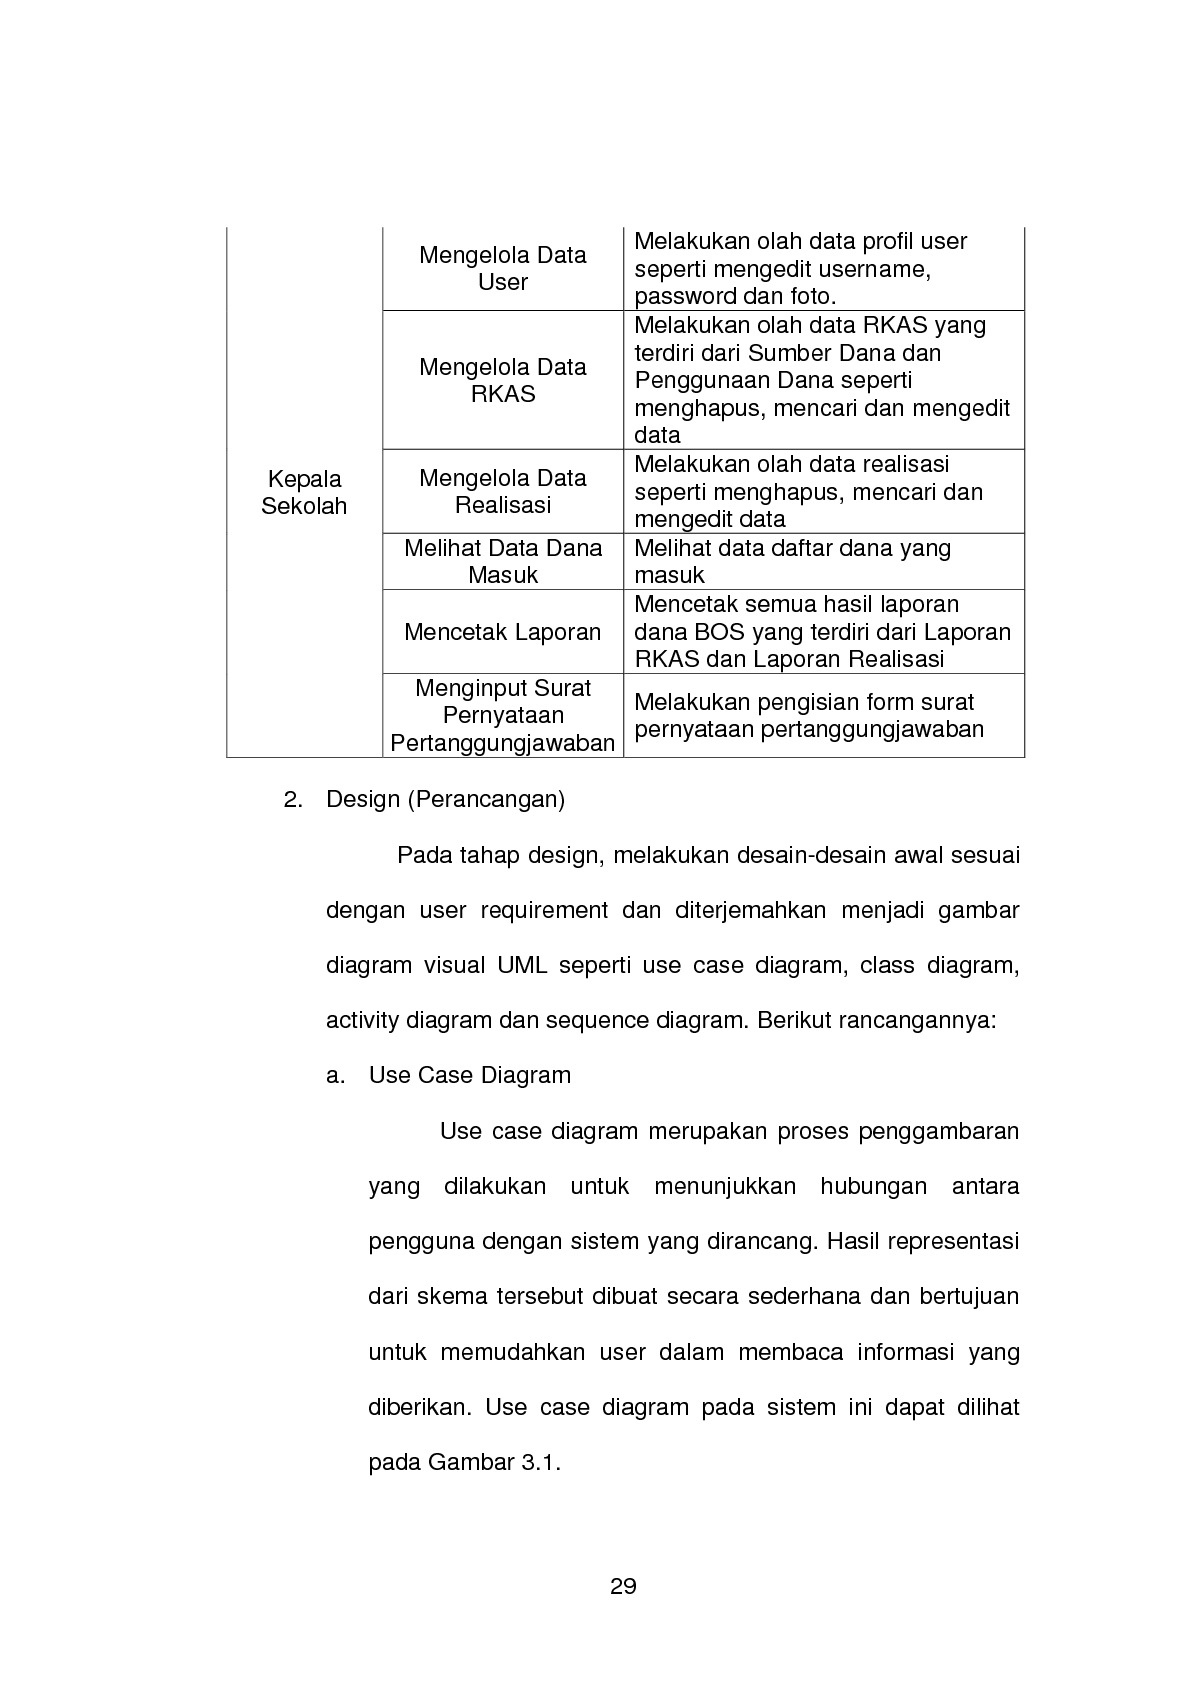 Mengelola Data
User
Melakukan olah data profil user
seperti mengedit username,
password dan foto.
Mengelola Data
RKAS
Melakukan olah data RKAS yang
terdiri dari Sumber Dana dan
Penggunaan Dana seperti
menghapus, mencari dan mengedit
data
Kepala
Sekolah
Mengelola Data
Realisasi
Melakukan olah data realisasi
seperti menghapus, mencari dan
mengedit data
Melihat Data Dana
Masuk
Melihat data daftar dana yang
masuk
Mencetak Laporan
Mencetak semua hasil laporan
dana BOS yang terdiri dari Laporan
RKAS dan Laporan Realisasi
Menginput Surat
Pernyataan
Pertanggungjawaban
Melakukan pengisian form surat
pernyataan pertanggungjawaban
2. Design (Perancangan)
Pada tahap design, melakukan desain-desain awal sesuai
dengan user requirement dan diterjemahkan menjadi gambar
diagram visual UML seperti use case diagram, class diagram,
activity diagram dan sequence diagram. Berikut rancangannya:
a. Use Case Diagram
Use case diagram merupakan proses penggambaran
yang dilakukan untuk menunjukkan hubungan antara
pengguna dengan sistem yang dirancang. Hasil representasi
dari skema tersebut dibuat secara sederhana dan bertujuan
untuk memudahkan user dalam membaca informasi yang
diberikan. Use case diagram pada sistem ini dapat dilihat
pada Gambar 3.1.
29